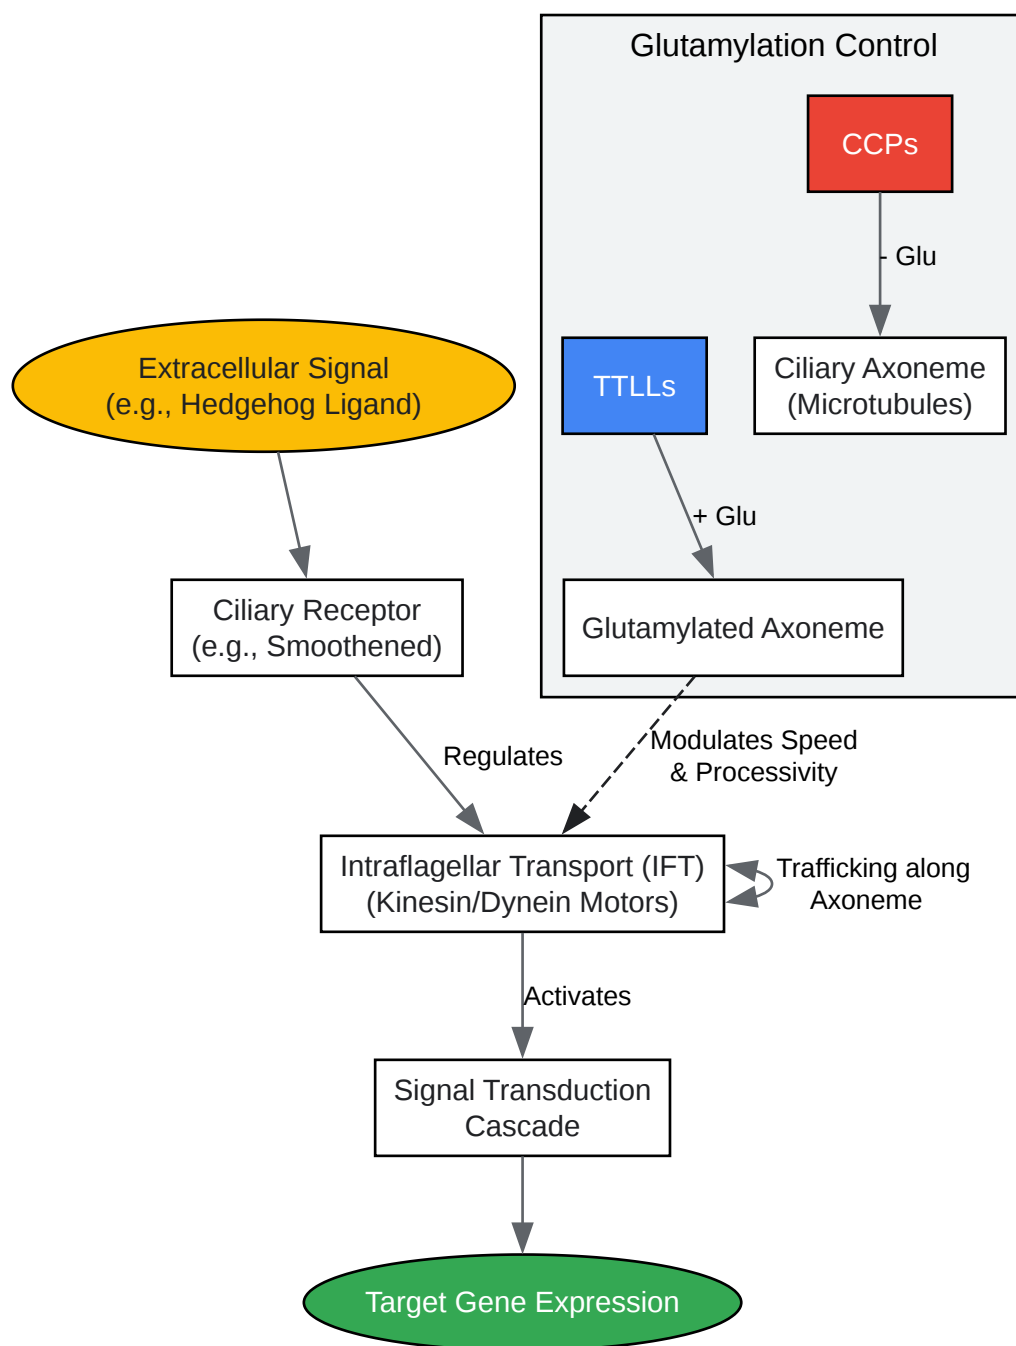 Glutamylation Control
CCPs
- Glu
Extracellular Signal
(e.g., Hedgehog Ligand)
TTLLs
Ciliary Axoneme
(Microtubules)
+ Glu
Ciliary Receptor
(e.g., Smoothened)
Glutamylated Axoneme
Regulates
Modulates Speed
& Processivity
Intraflagellar Transport (IFT)
(Kinesin/Dynein Motors)
Trafficking along
Axoneme
Activates
Signal Transduction
Cascade
Target Gene Expression